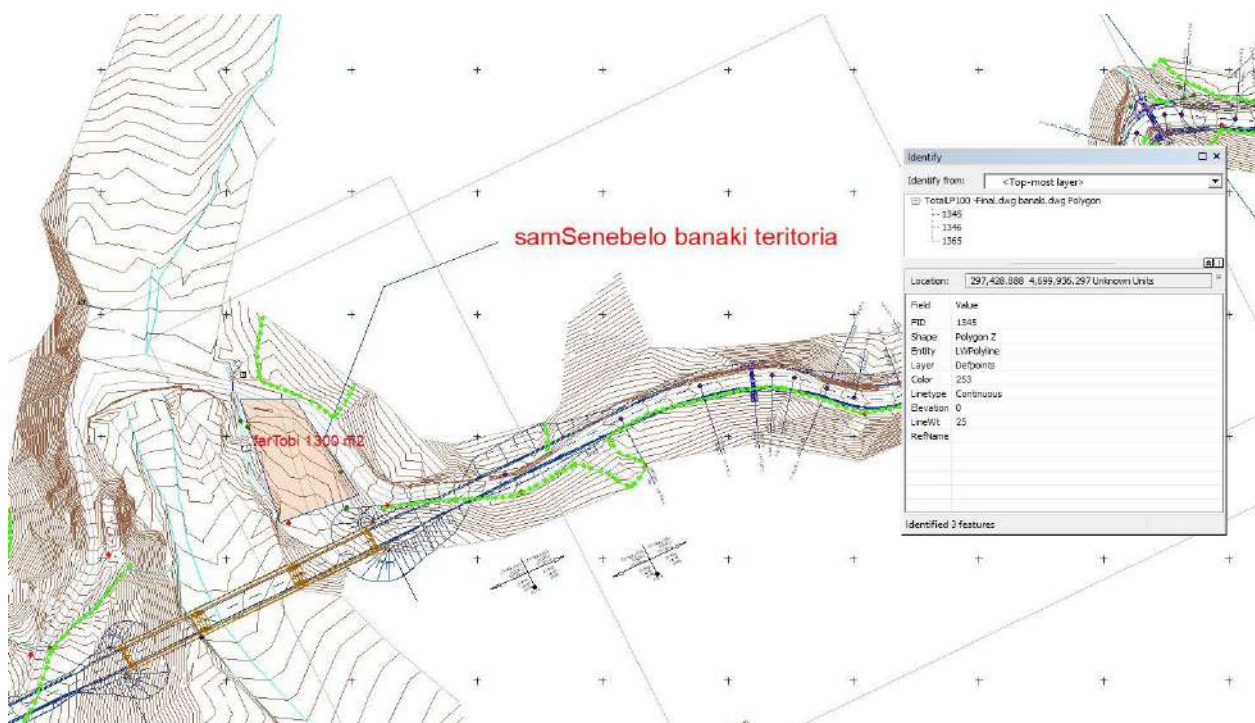 samSenebelo banaki teritoria
farTobi 1300 m2
Identify
Identify from: <Top-most layer>
TotalLP100 -Final.dwg banaki.dwg Polygon
1345
1346
1365
Location: 297,428.888 4,699,936.297 Unknown Units
Field Value
FID 1345
Shape Polygon Z
Entity LWPolyline
Layer Defpoints
Color 253
Linetype Continuous
Elevation 0
LineWt 25
RefName
Identified 3 features